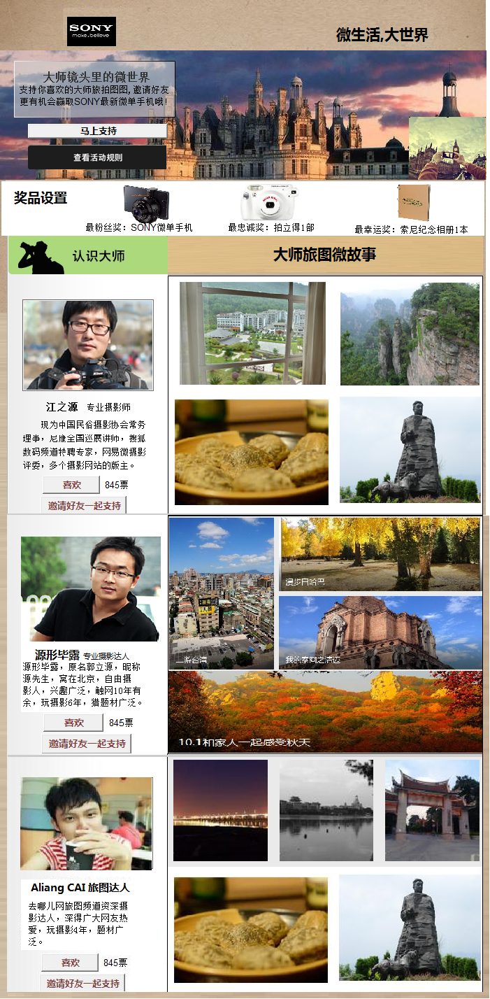 SONY
make.believe
微生活,大世界
大师镜头里的微世界
支持你喜欢的大师旅拍图图,邀请好友
更有机会赢取SONY最新微单手机哦!
马上支持
查看活动规则
奖品设置
最粉丝奖: SONY微单手机
最忠诚奖: 拍立得1部
最幸运奖: 索尼纪念相册1本
认识大师
大师旅图微故事
江之源 专业摄影师
现为中国民俗摄影协会常务
理事，尼康全国巡展讲师，搜狐
数码频道特聘专家，网易微摄影
评委，多个摄影网站的版主。
喜欢 845票
邀请好友一起支持
漫步白哈巴
二游台湾
我的泰阿之清迈
10.1和家人一起感受秋天
源形毕露 专业摄影达人
源形毕露，原名郭立源，昵称
源先生，窝在北京，自由摄
影人，兴趣广泛，触网10年有
余，玩摄影6年，猎题材广泛。
喜欢 845票
邀请好友一起支持
Aliang CAI 旅图达人
去哪儿网旅图频道资深摄
影达人，深得广大网友热
爱，玩摄影4年，题材广
泛。
喜欢 845票
邀请好友一起支持